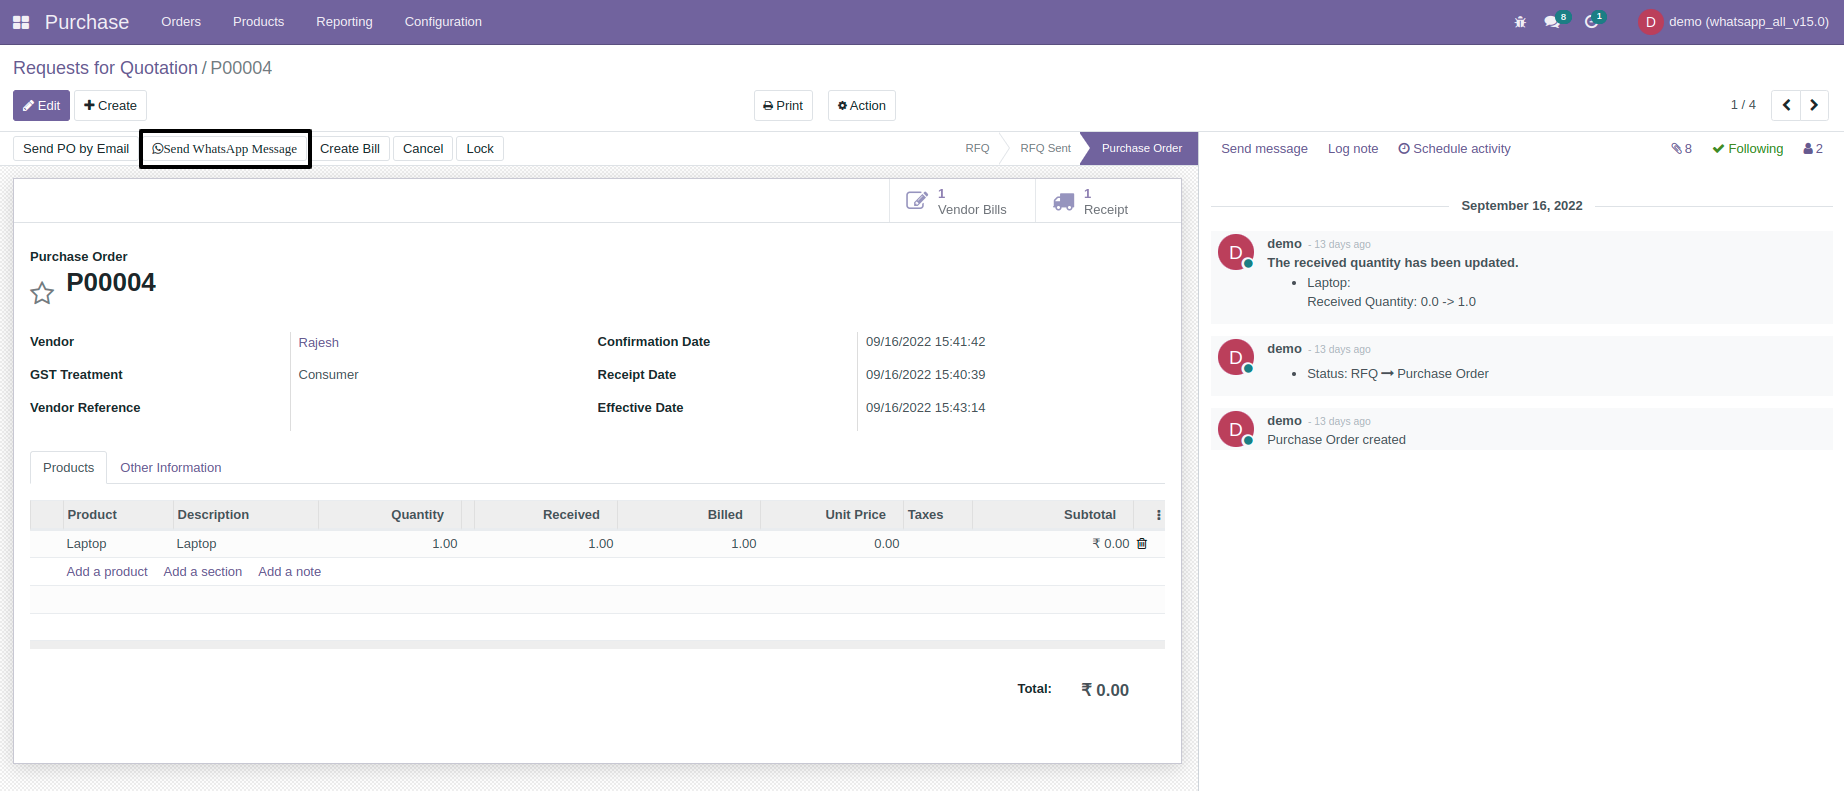 Purchase Orders Products Reporting Configuration 8 1 D demo (whatsapp_all_v15.0)
Requests for Quotation / P00004
Edit Create Print Action 1 / 4
Send PO by Email Send WhatsApp Message Create Bill Cancel Lock RFQ RFQ Sent Purchase Order
Send message Log note Schedule activity 8 Following 2
1 Vendor Bills
1 Receipt
Purchase Order
P00004
Vendor Rajesh Confirmation Date 09/16/2022 15:41:42
GST Treatment Consumer Receipt Date 09/16/2022 15:40:39
Vendor Reference Effective Date 09/16/2022 15:43:14
Products Other Information
Product Description Quantity Received Billed Unit Price Taxes Subtotal
Laptop Laptop 1.00 1.00 1.00 0.00 ₹ 0.00
Add a product Add a section Add a note
Total: ₹ 0.00
September 16, 2022
D demo - 13 days ago
The received quantity has been updated.
• Laptop:
Received Quantity: 0.0 -> 1.0
D demo - 13 days ago
• Status: RFQ → Purchase Order
D demo - 13 days ago
Purchase Order created